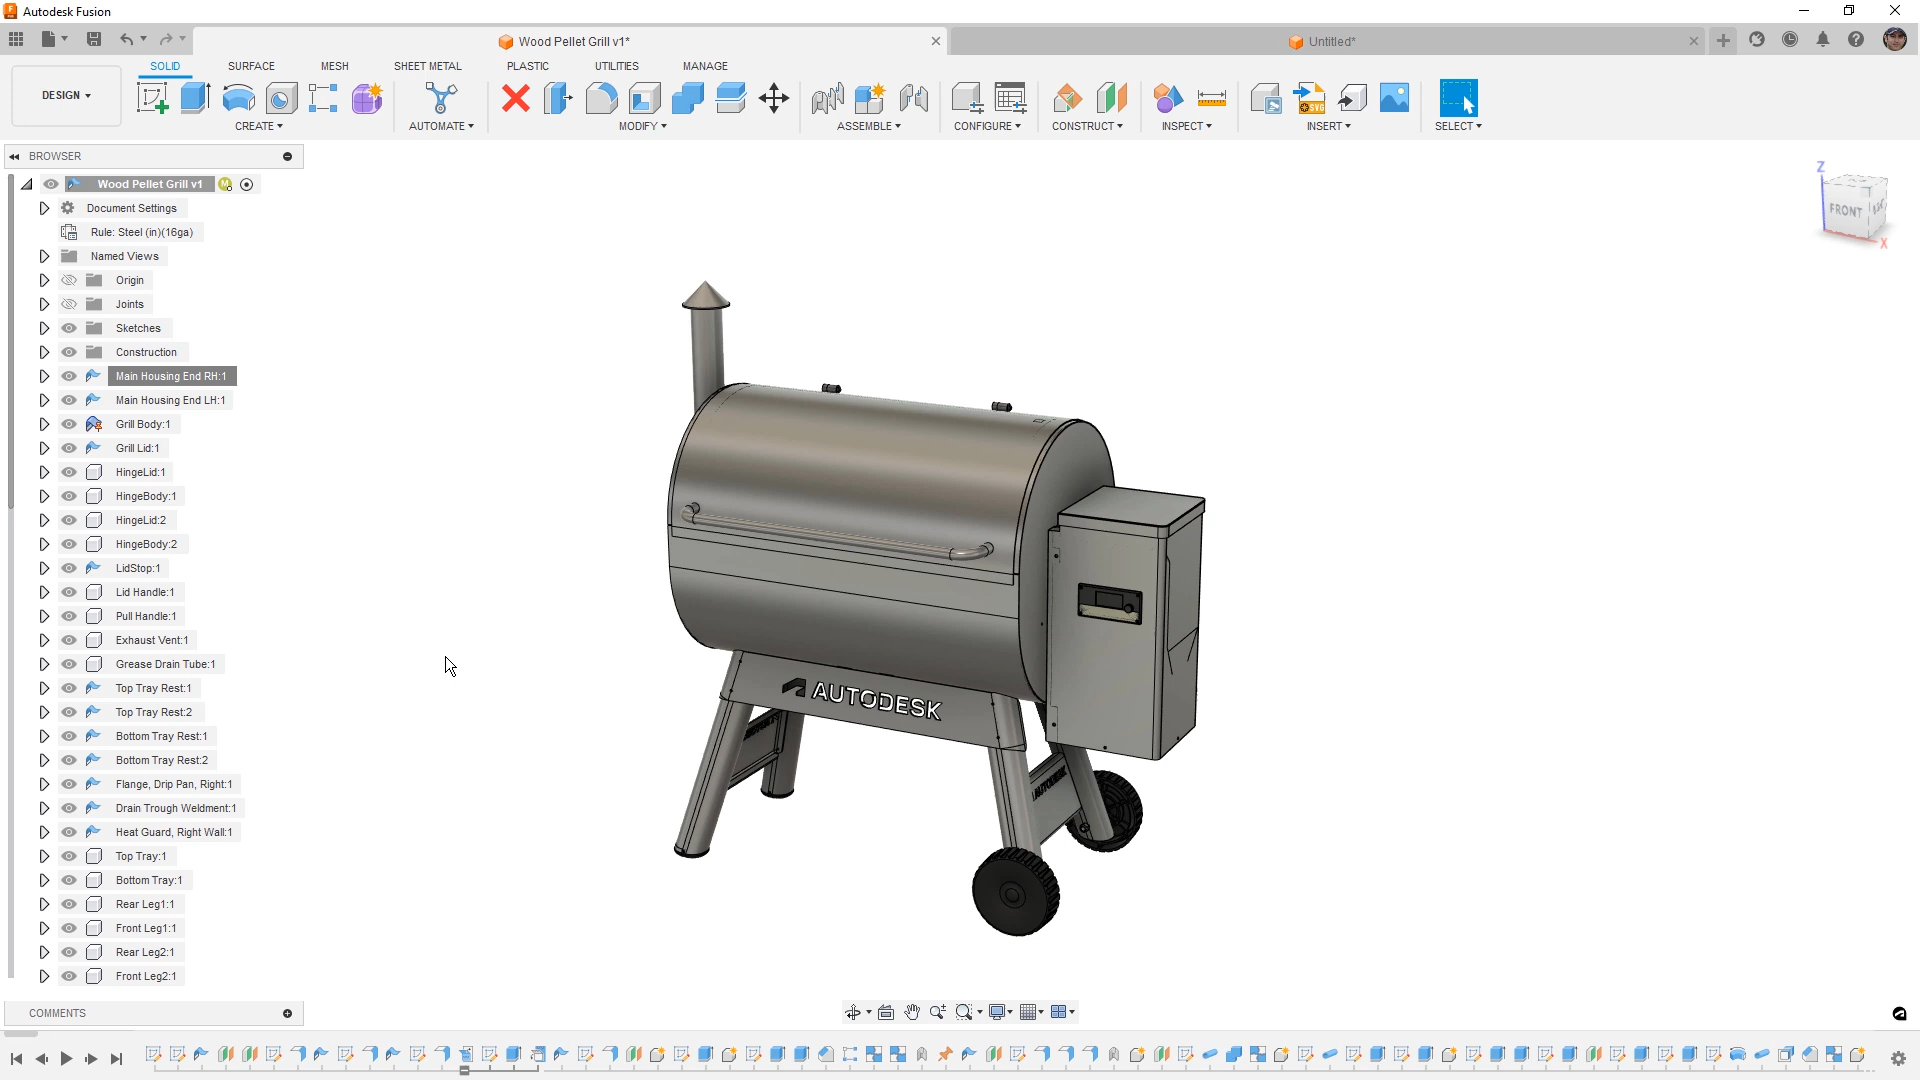 Autodesk Fusion
Wood Pellet Grill v1*
Untitled*
DESIGN
SOLID
SURFACE
MESH
SHEET METAL
PLASTIC
UTILITIES
MANAGE
CREATE
AUTOMATE
MODIFY
ASSEMBLE
CONFIGURE
CONSTRUCT
INSPECT
INSERT
SELECT
BROWSER
Wood Pellet Grill v1
Document Settings
Rule: Steel (in)(16ga)
Named Views
Origin
Joints
Sketches
Construction
Main Housing End RH:1
Main Housing End LH:1
Grill Body:1
Grill Lid:1
HingeLid:1
HingeBody:1
HingeLid:2
HingeBody:2
LidStop:1
Lid Handle:1
Pull Handle:1
Exhaust Vent:1
Grease Drain Tube:1
Top Tray Rest:1
Top Tray Rest:2
Bottom Tray Rest:1
Bottom Tray Rest:2
Flange, Drip Pan, Right:1
Drain Trough Weldment:1
Heat Guard, Right Wall:1
Top Tray:1
Bottom Tray:1
Rear Leg1:1
Front Leg1:1
Rear Leg2:1
Front Leg2:1
COMMENTS
Z
FRONT
X
AUTODESK
AUTODESK